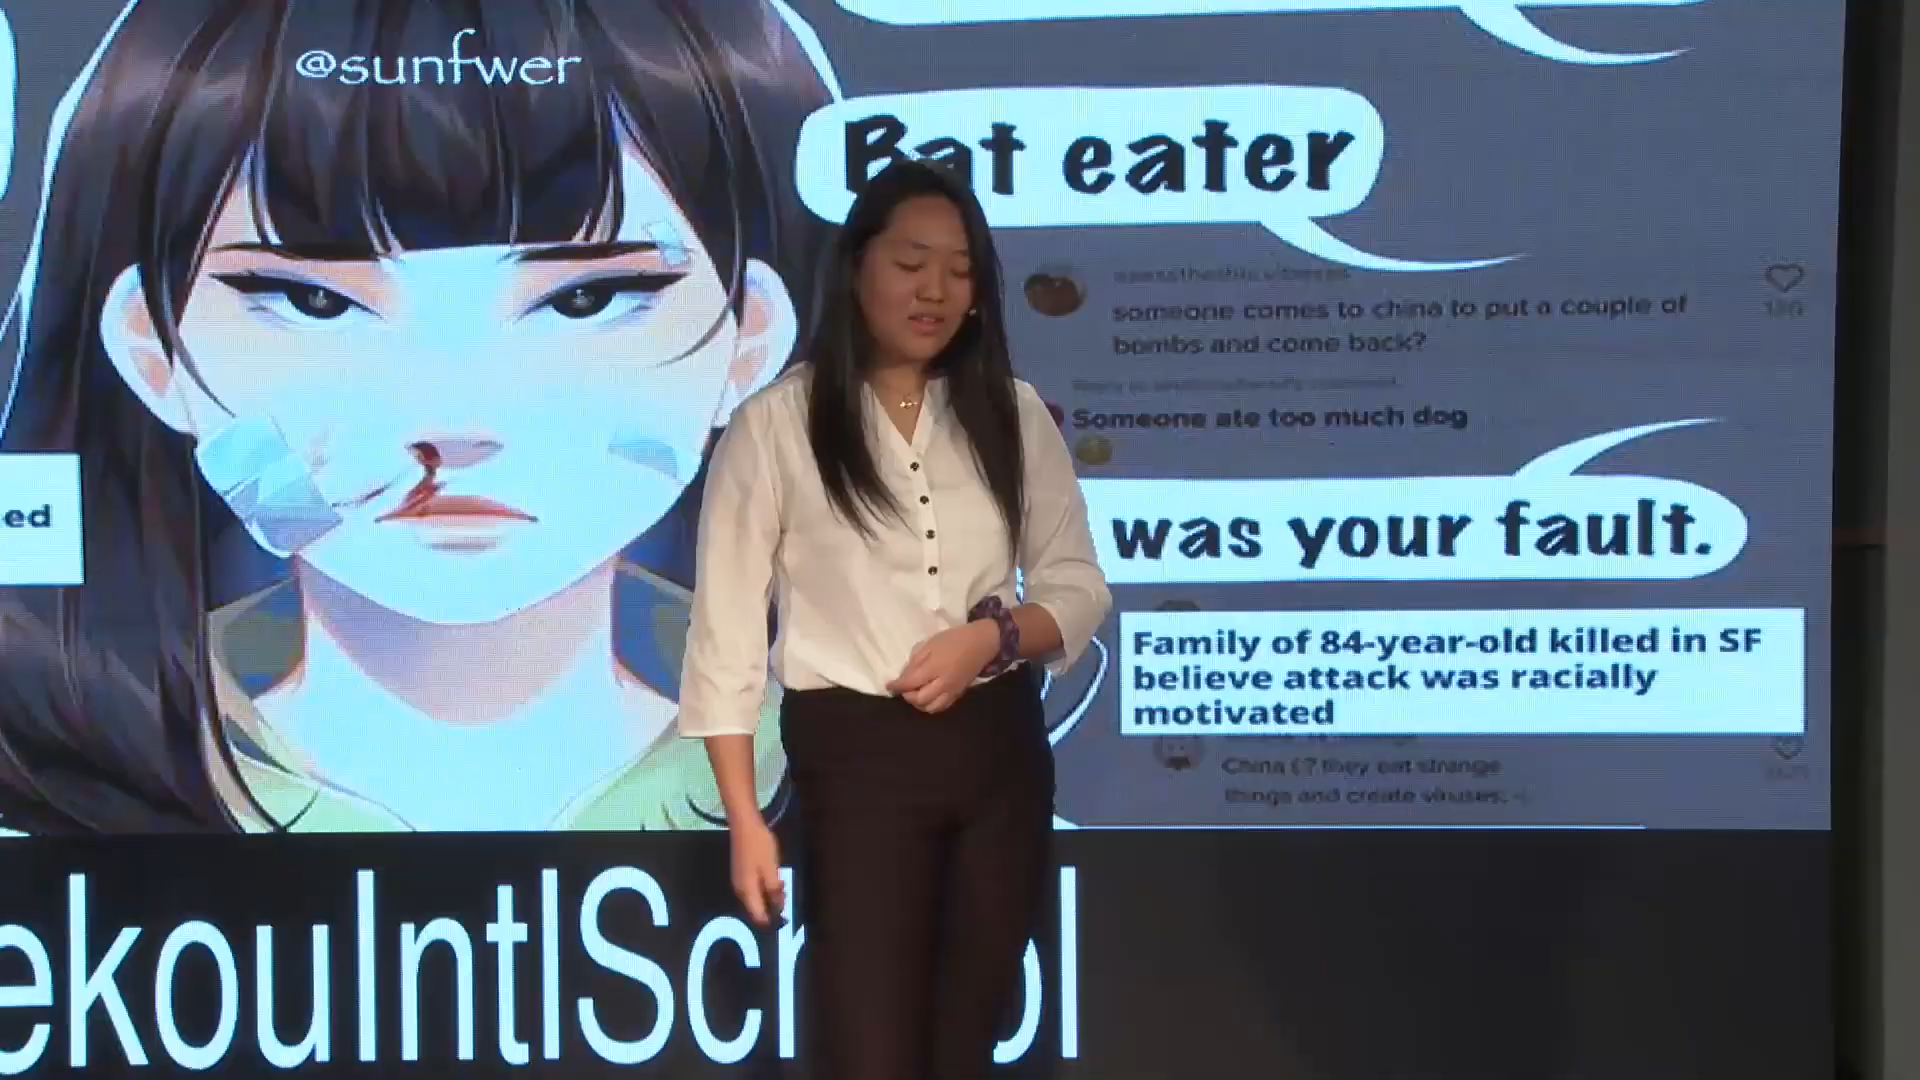 @sunfwer
Bat eater
someone comes to china to put a couple of
bombs and come back?
Someone ate too much dog
was your fault.
ed
Family of 84-year-old killed in SF
believe attack was racially
motivated
China (? they eat strange
things and create viruses:
ekouIntlSch ol